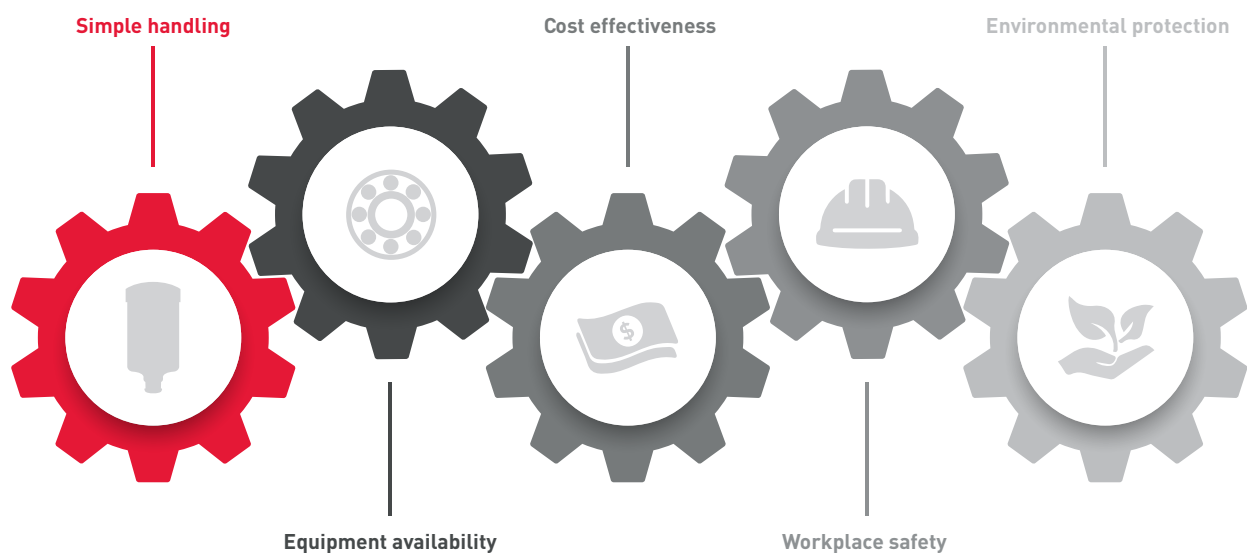 Simple handling
Cost effectiveness
Environmental protection
$
Equipment availability
Workplace safety